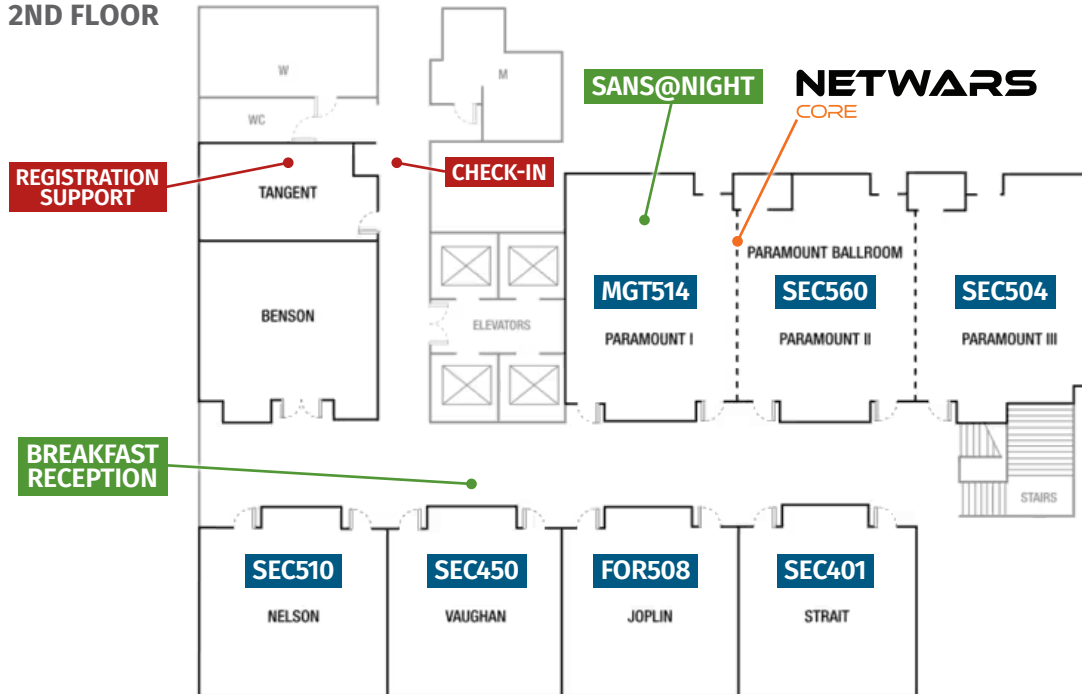 2ND FLOOR
W
M
WC
SANS@NIGHT
NETWARS
CORE
REGISTRATION
SUPPORT
TANGENT
CHECK-IN
PARAMOUNT BALLROOM
MGT514
SEC560
SEC504
BENSON
ELEVATORS
PARAMOUNT I
PARAMOUNT II
PARAMOUNT III
BREAKFAST
RECEPTION
STAIRS
SEC510
SEC450
FOR508
SEC401
NELSON
VAUGHAN
JOPLIN
STRAIT